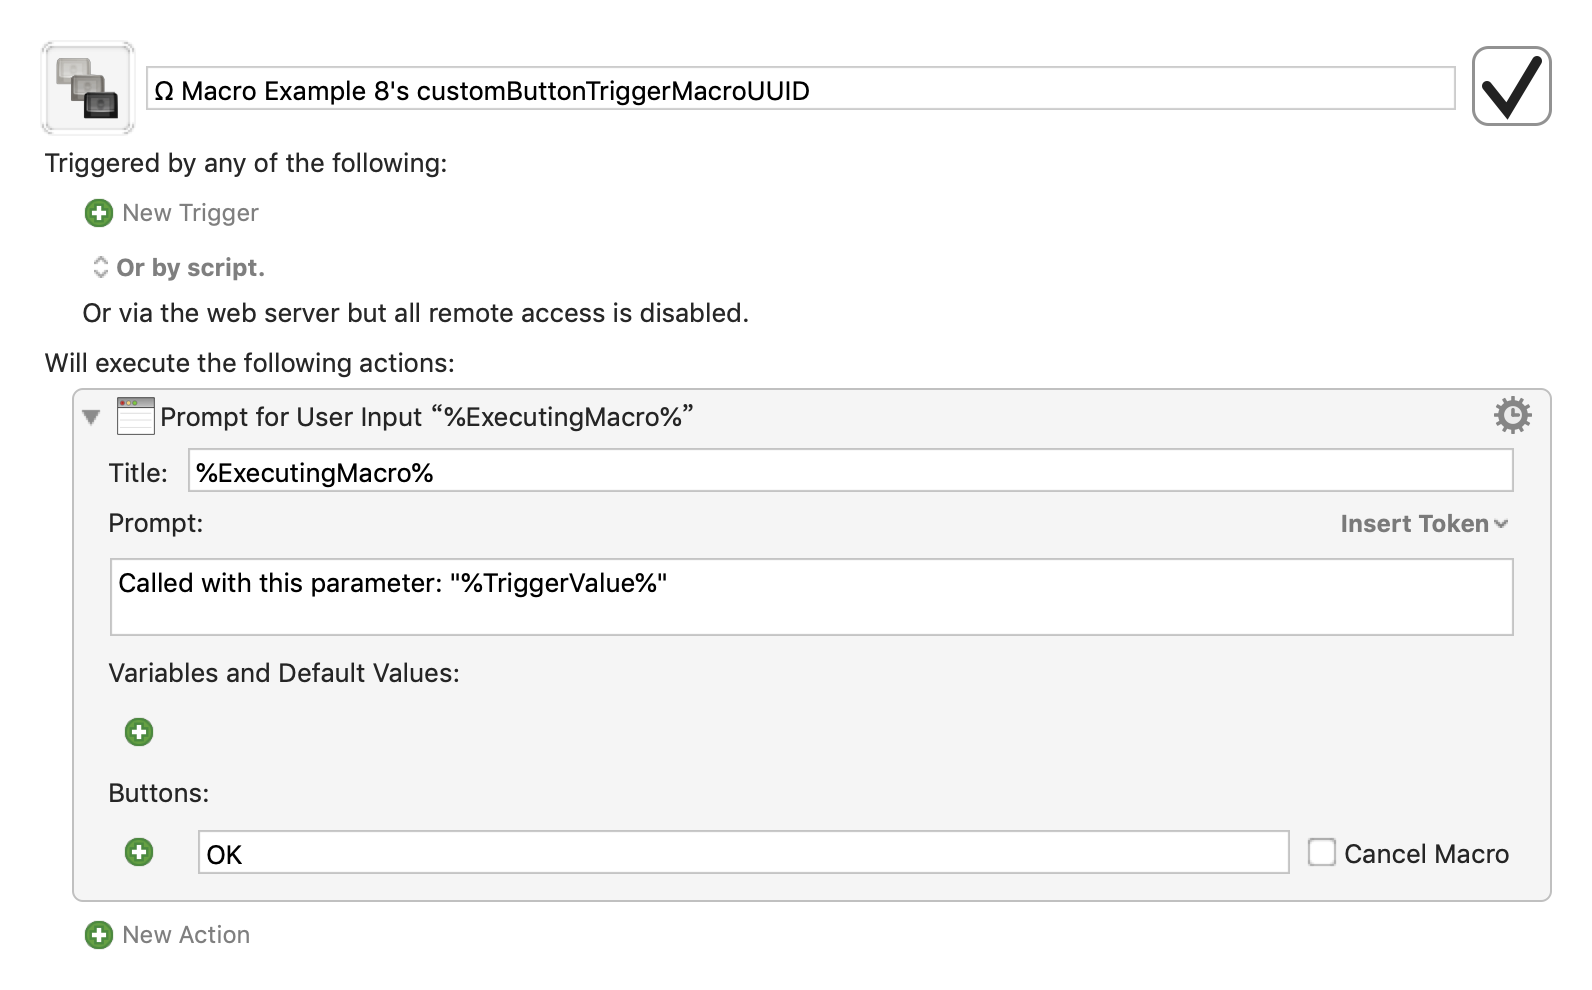 Ω Macro Example 8's customButtonTriggerMacroUUID
Triggered by any of the following:
New Trigger
Or by script.
Or via the web server but all remote access is disabled.
Will execute the following actions:
Prompt for User Input “%ExecutingMacro%”
Title: %ExecutingMacro%
Prompt: Insert Token
Called with this parameter: "%TriggerValue%"
Variables and Default Values:
Buttons:
OK Cancel Macro
New Action